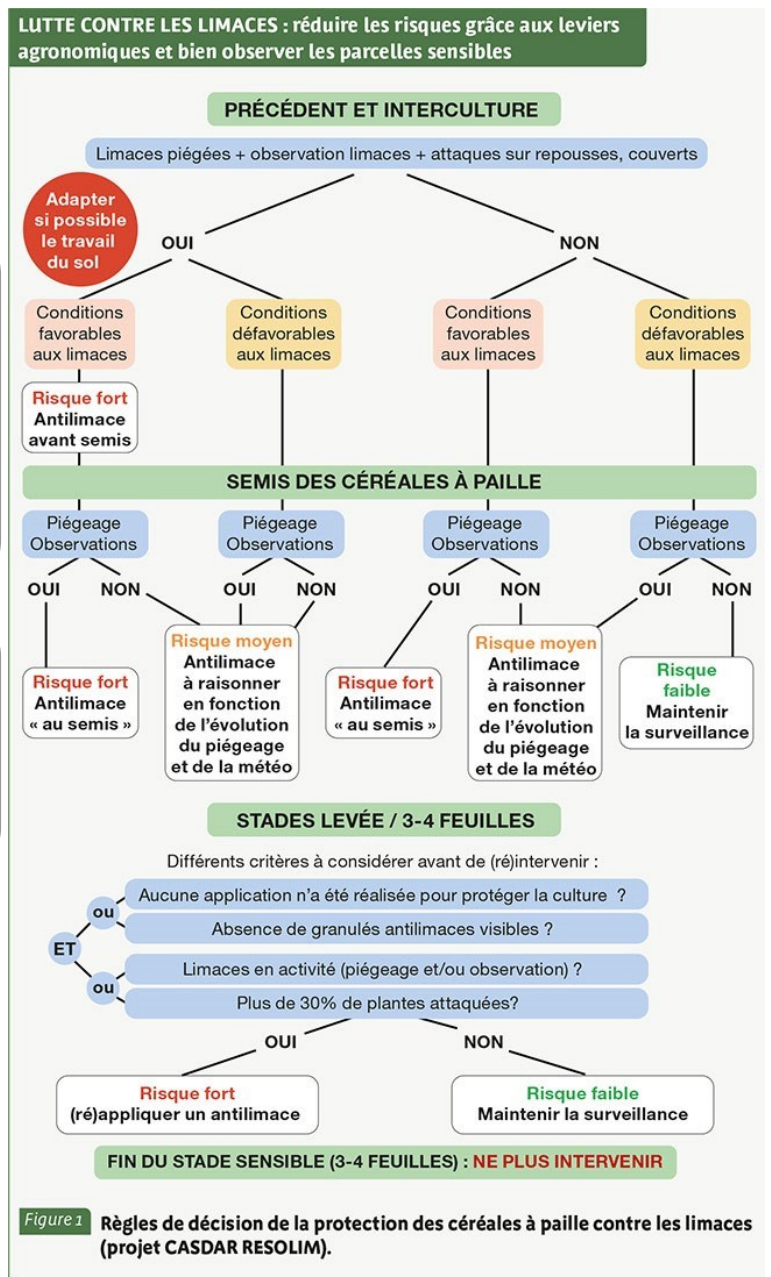 LUTTE CONTRE LES LIMACES : réduire les risques grâce aux leviers
agronomiques et bien observer les parcelles sensibles
PRÉCÉDENT ET INTERCULTURE
Limaces piégées + observation limaces + attaques sur repousses, couverts
Adapter
si possible
le travail
du sol
OUI
NON
Conditions
favorables
aux limaces
Conditions
défavorables
aux limaces
Conditions
favorables
aux limaces
Conditions
défavorables
aux limaces
Risque fort
Antilimace
avant semis
SEMIS DES CÉRÉALES À PAILLE
Piégeage
Observations
Piégeage
Observations
Piégeage
Observations
Piégeage
Observations
OUI
NON
OUI
NON
OUI
NON
OUI
NON
Risque fort
Antilimace
« au semis »
Risque moyen
Antilimace
à raisonner
en fonction
de l'évolution
du piégeage
et de la météo
Risque fort
Antilimace
« au semis »
Risque moyen
Antilimace
à raisonner
en fonction
de l'évolution
du piégeage
et de la météo
Risque
faible
Maintenir
la surveillance
STADES LEVÉE / 3-4 FEUILLES
Différents critères à considérer avant de (ré)intervenir :
Aucune application n'a été réalisée pour protéger la culture ?
ou
Absence de granulés antilimaces visibles ?
ET
Limaces en activité (piégeage et/ou observation) ?
ou
Plus de 30% de plantes attaquées?
OUI
NON
Risque fort
(ré)appliquer un antilimace
Risque faible
Maintenir la surveillance
FIN DU STADE SENSIBLE (3-4 FEUILLES) : NE PLUS INTERVENIR
Figure 1 Règles de décision de la protection des céréales à paille contre les limaces
(projet CASDAR RESOLIM).